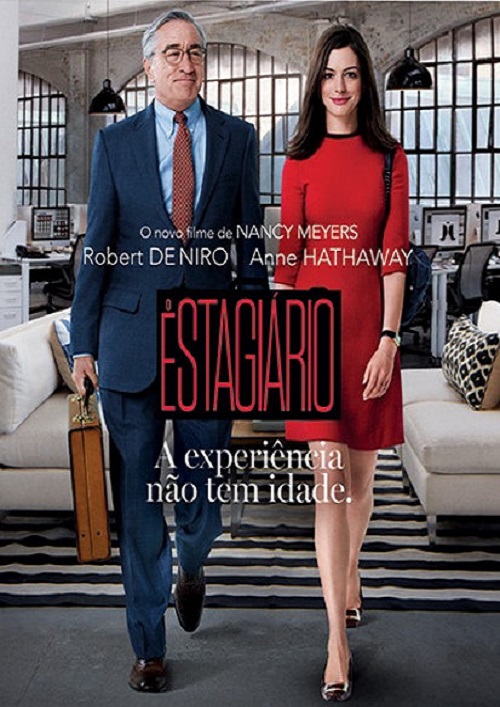 O novo filme de NANCY MEYERS
Robert DE NIRO Anne HATHAWAY
O
ESTAGIÁRIO
A experiência
não tem idade.